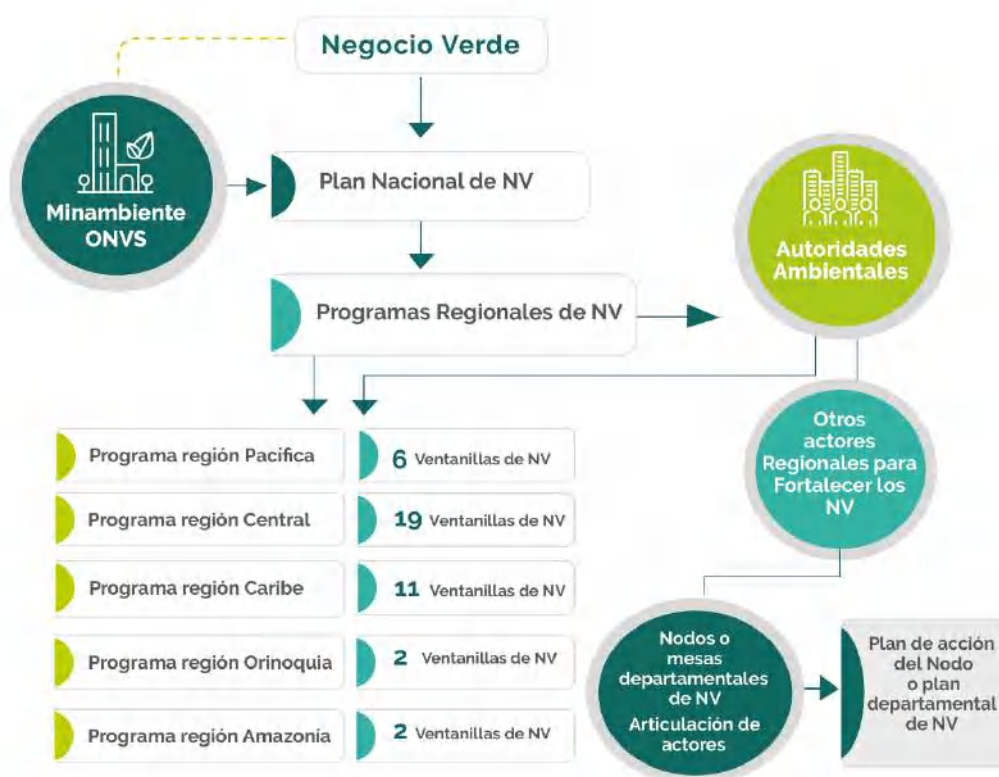 Negocio Verde
Minambiente
ONVS
Plan Nacional de NV
Autoridades
Ambientales
Programas Regionales de NV
Otros
actores
Regionales para
Fortalecer los
NV
Programa región Pacífica
6 Ventanillas de NV
Programa región Central
19 Ventanillas de NV
Programa región Caribe
11 Ventanillas de NV
Programa región Orinoquia
2 Ventanillas de NV
Programa región Amazonía
2 Ventanillas de NV
Nodos o
mesas
departamentales
de NV
Articulación de
actores
Plan de acción
del Nodo
o plan
departamental
de NV